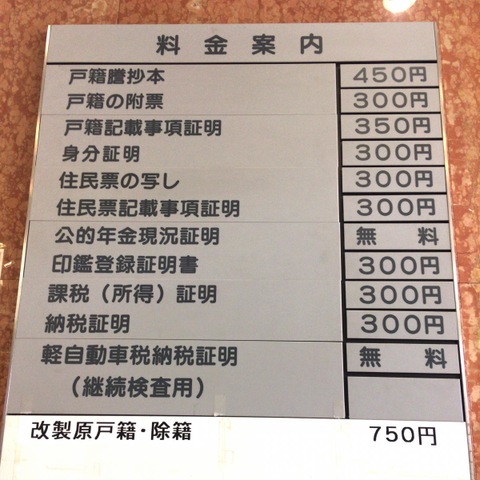 料金案内
戸籍謄抄本 450円
戸籍の附票 300円
戸籍記載事項証明 350円
身分証明 300円
住民票の写し 300円
住民票記載事項証明 300円
公的年金現況証明 無料
印鑑登録証明書 300円
課税（所得）証明 300円
納税証明 300円
軽自動車税納税証明 無料
（継続検査用）
改製原戸籍・除籍 750円